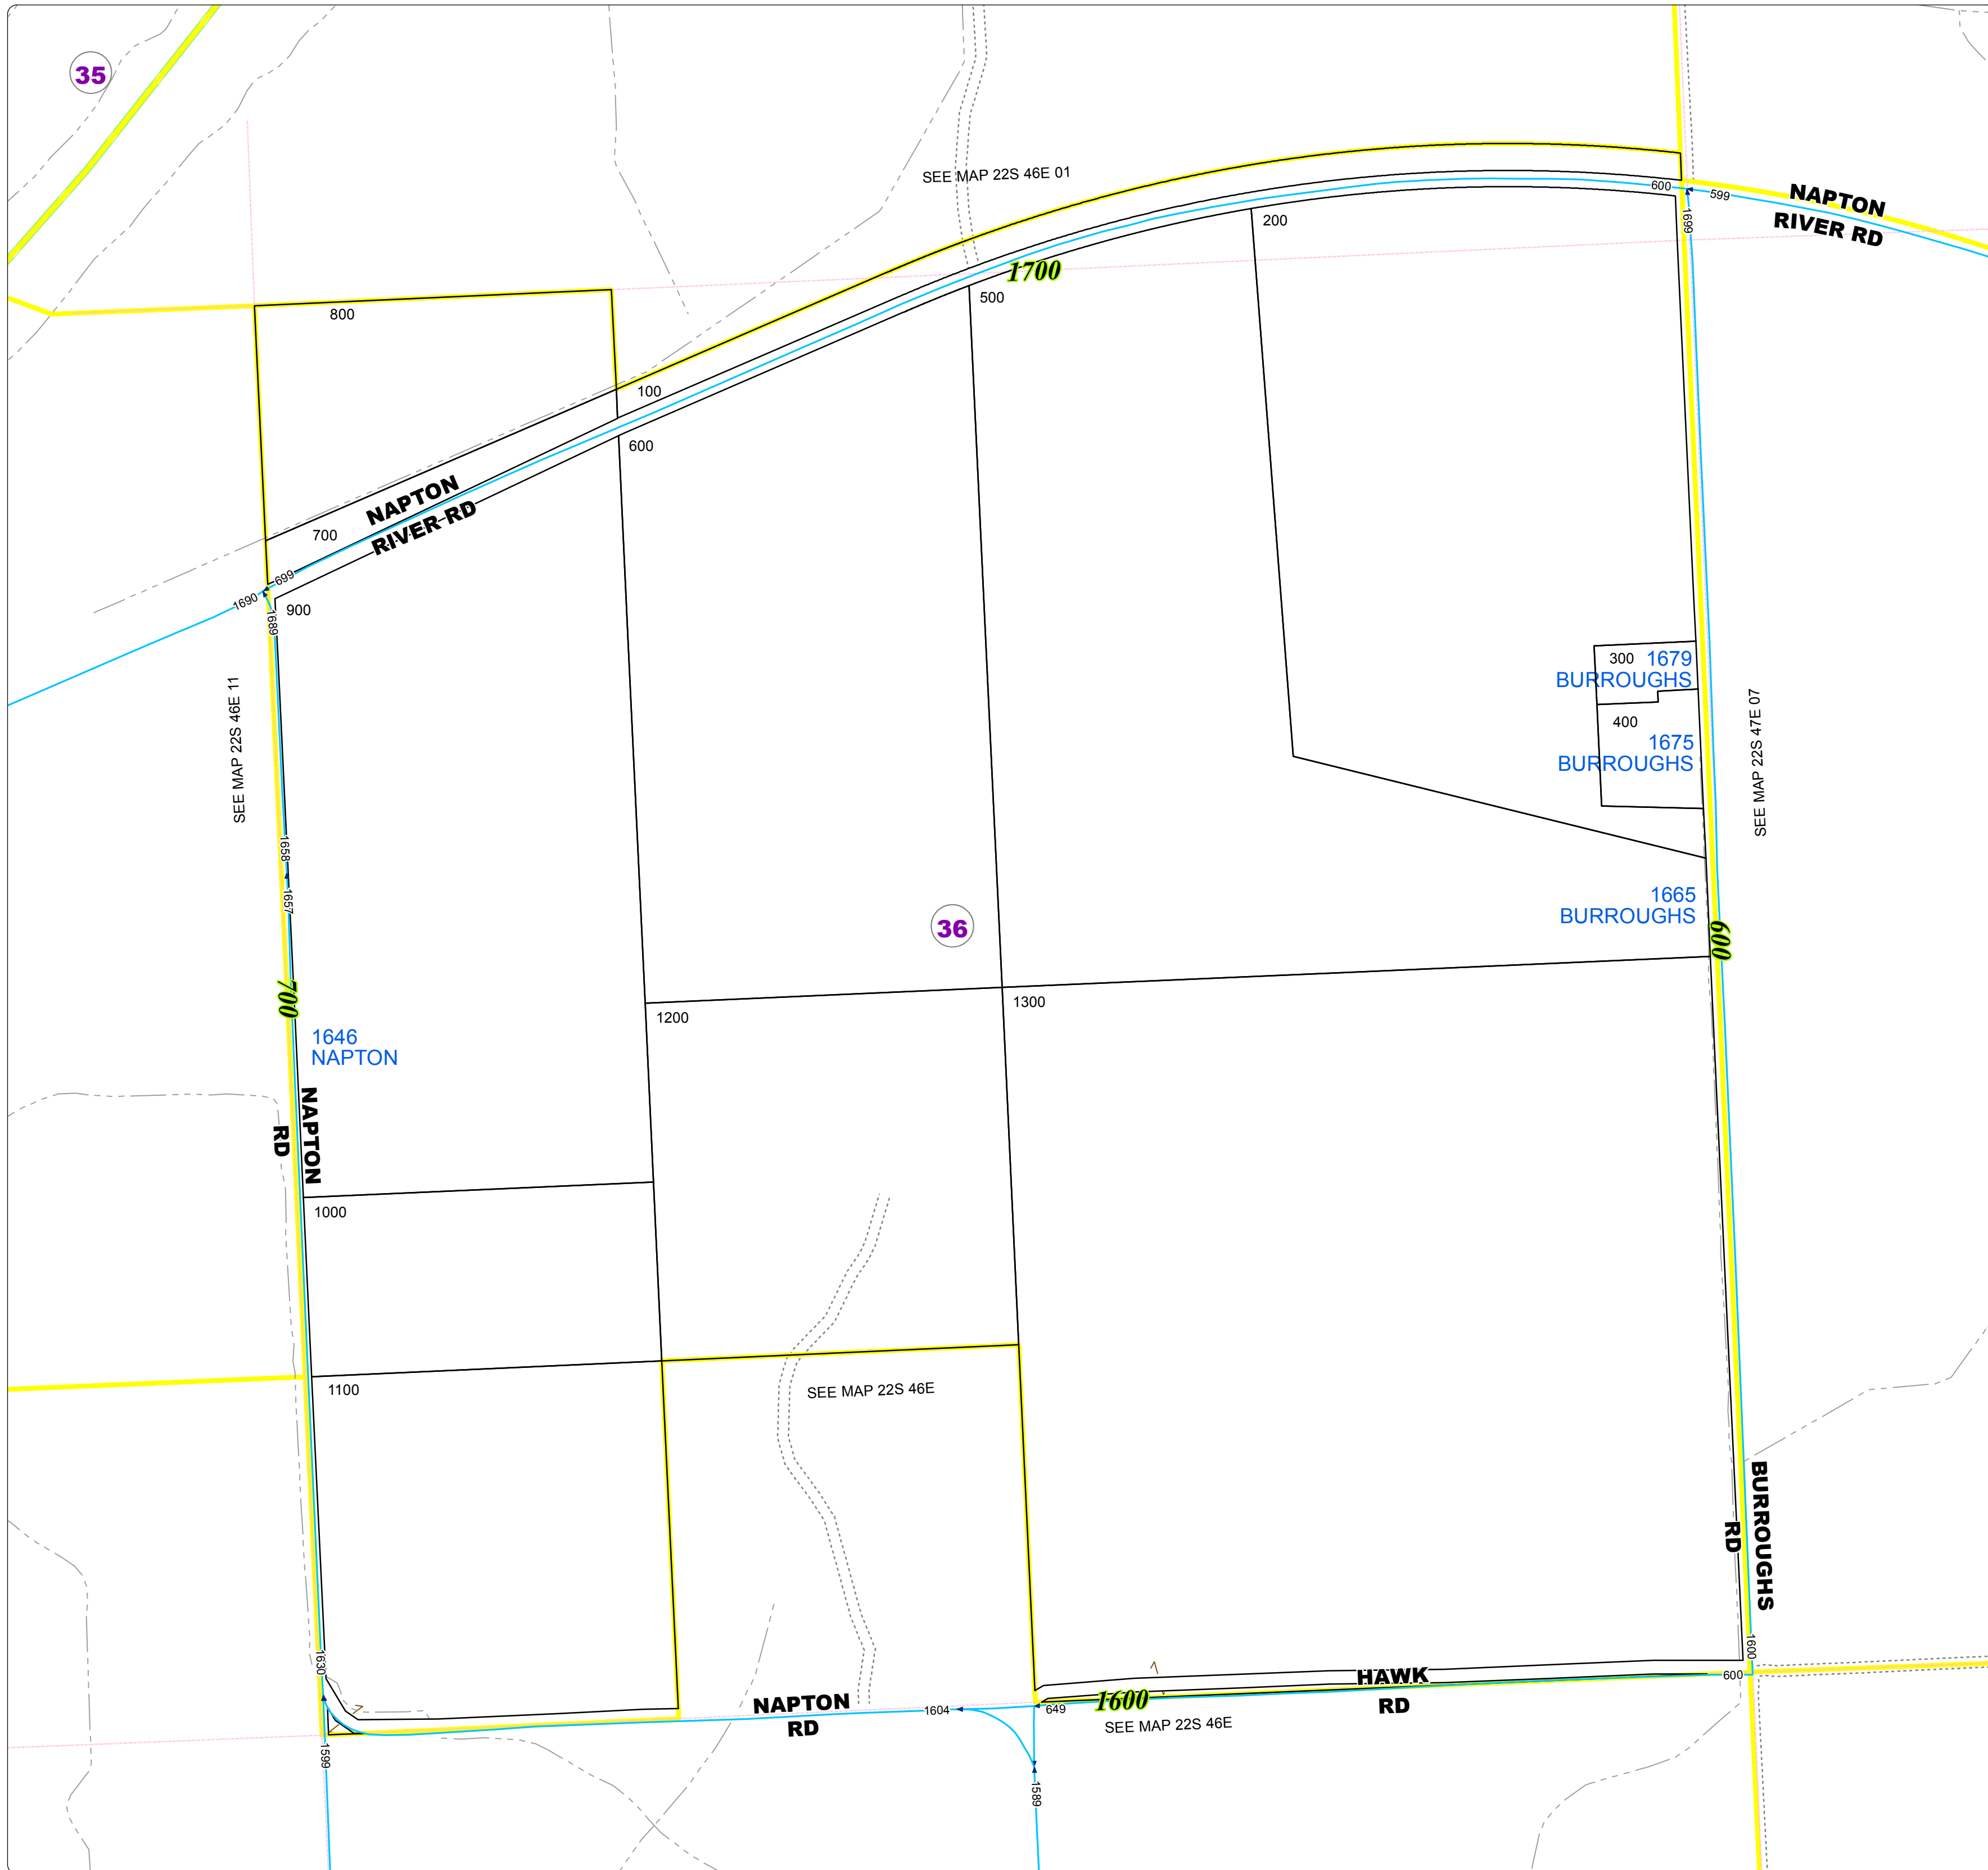 35
SEE MAP 22S 46E 01
600
599
NAPTON
RIVER RD
1699
200
1700
500
800
100
600
NAPTON
RIVER RD
700
699
1690
900
1689
SEE MAP 22S 46E 11
300
1679
BURROUGHS
400
1675
BURROUGHS
SEE MAP 22S 47E 07
1658
1657
1665
BURROUGHS
36
600
700
1200
1300
1646
NAPTON
NAPTON
RD
1000
1100
SEE MAP 22S 46E
BURROUGHS
RD
1630
1600
HAWK
RD
600
NAPTON
RD
1604
649
1600
SEE MAP 22S 46E
1599
1589